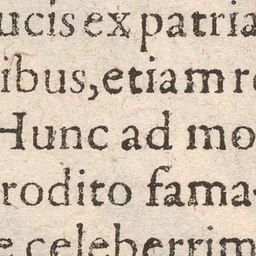 ucis ex patria
ibus, etiam r
Hunc ad mo
rodito fama-
e celeberrim